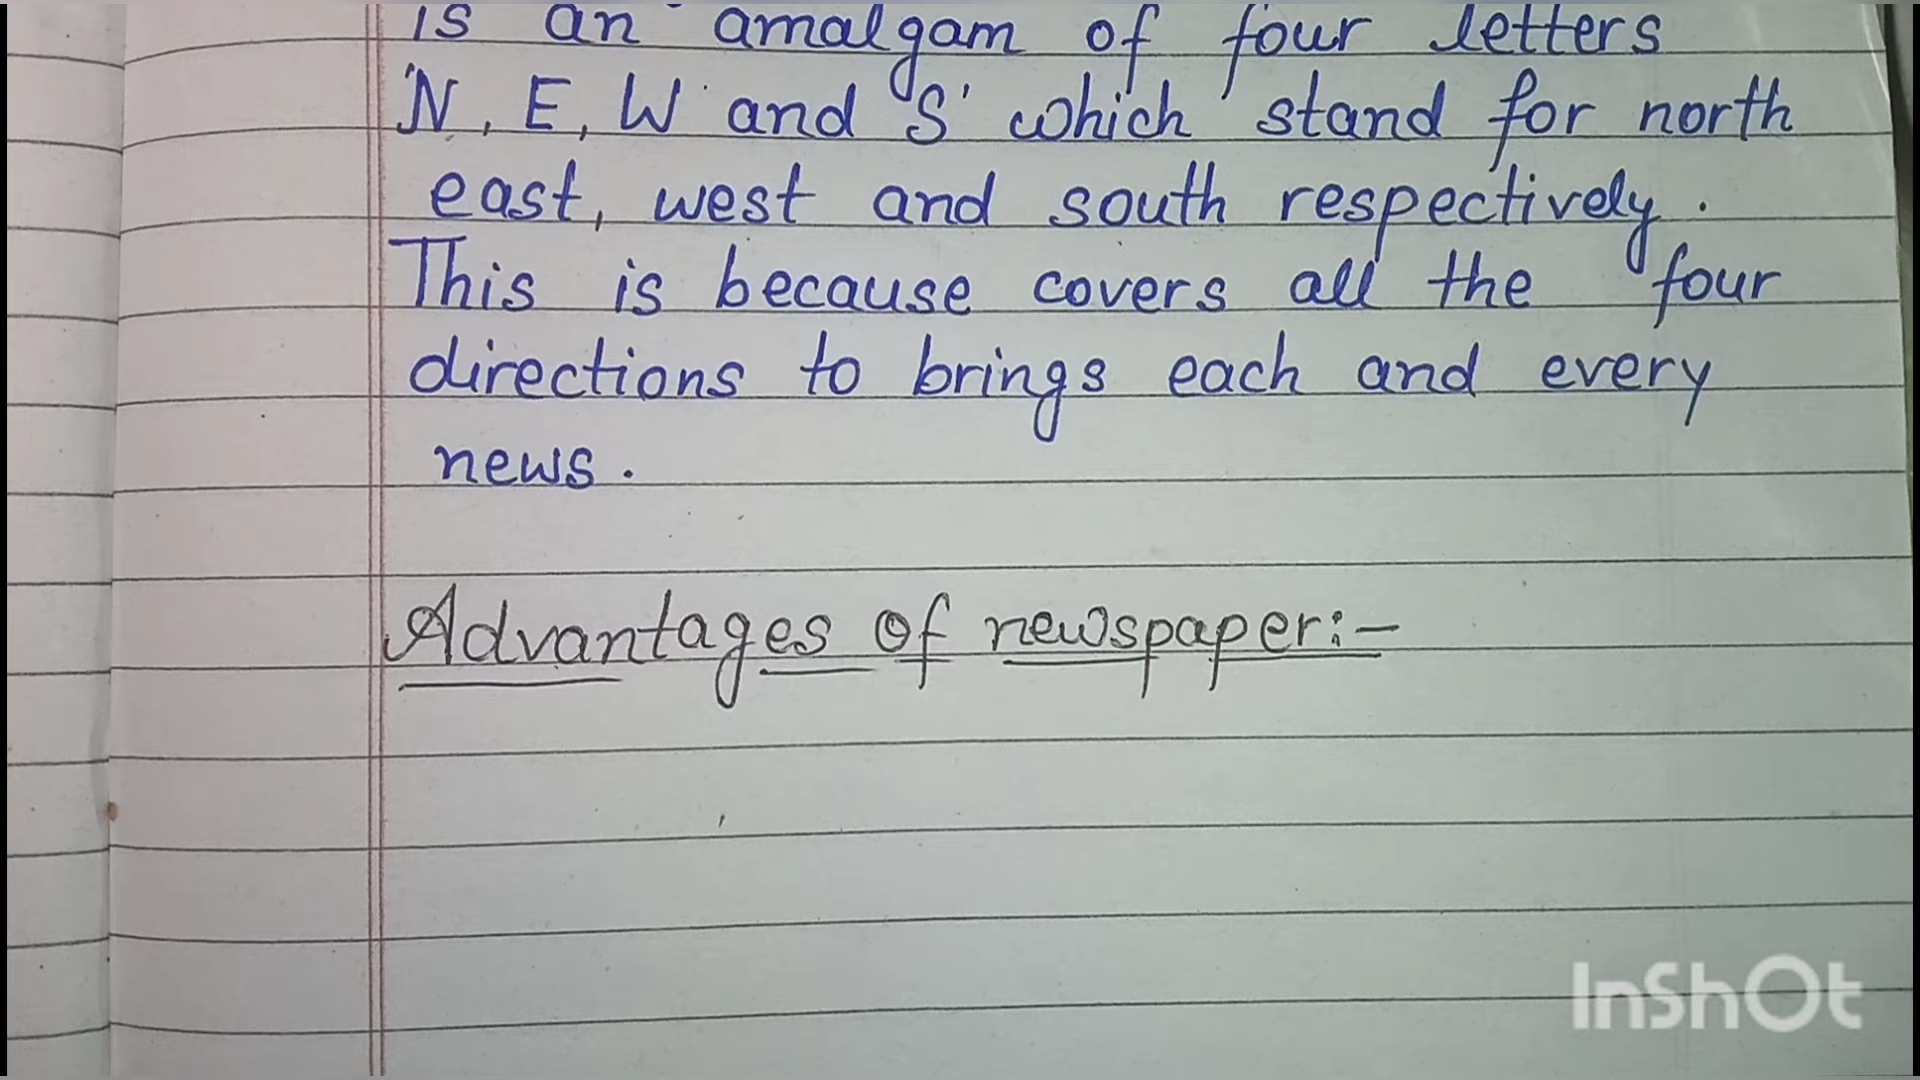 is an amalgam of four letters
'N, E, W and 'S' which stand for north
east, west and south respectively.
This is because covers all the four
directions to brings each and every
news.
Advantages of newspaper:-
InShOt